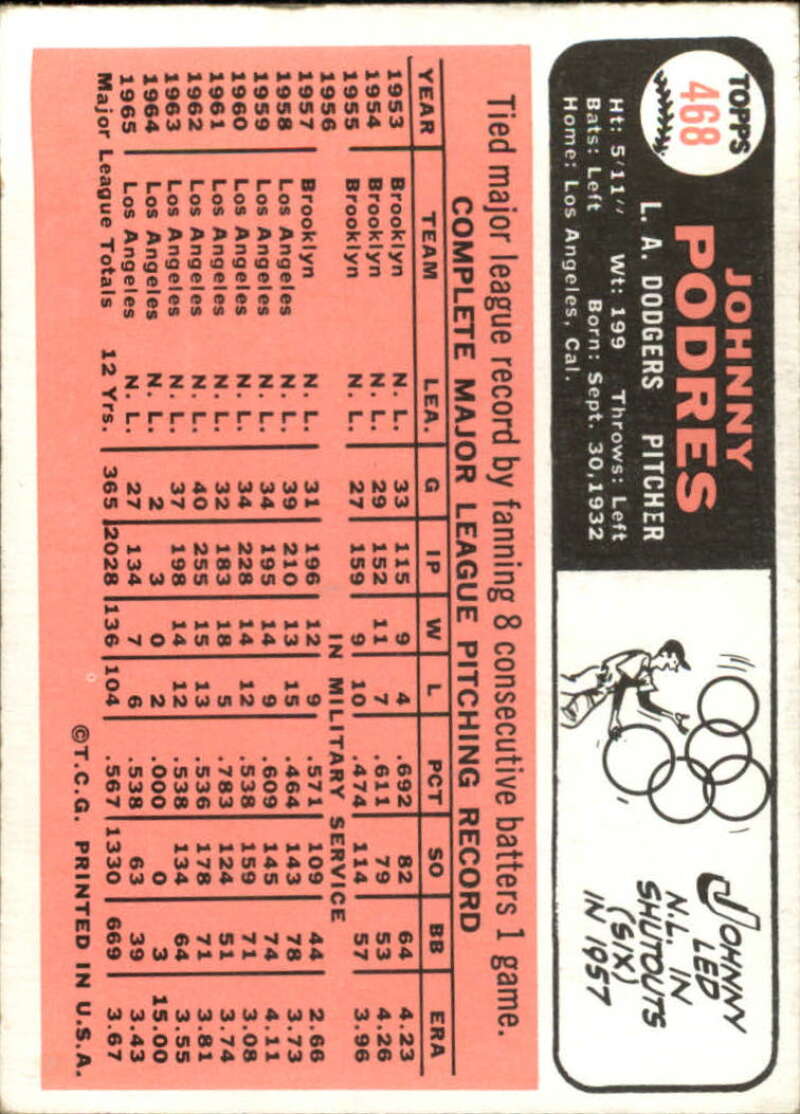 TOPPS
468
JOHNNY
PODRES
L. A. DODGERS PITCHER
Ht: 5'11" Wt: 199 Throws: Left
Bats: Left Born: Sept. 30, 1932
Home: Los Angeles, Cal.
JOHNNY
LED
N.L. IN
SHUTOUTS
(SIX)
IN 1957
Tied major league record by fanning 8 consecutive batters 1 game.
COMPLETE MAJOR LEAGUE PITCHING RECORD
YEAR TEAM LEA. G IP W L PCT SO BB ERA
1953 Brooklyn N. L. 33 115 9 4 .692 82 64 4.23
1954 Brooklyn N. L. 29 152 11 7 .611 79 53 4.26
1955 Brooklyn N. L. 27 159 9 10 .474 114 57 3.96
1956 IN MILITARY SERVICE
1957 Brooklyn N. L. 31 196 12 9 .571 109 44 2.66
1958 Los Angeles N. L. 39 210 13 15 .464 143 78 3.73
1959 Los Angeles N. L. 34 195 14 9 .609 145 74 4.11
1960 Los Angeles N. L. 34 228 14 12 .538 159 71 3.08
1961 Los Angeles N. L. 32 183 18 5 .783 124 51 3.74
1962 Los Angeles N. L. 40 255 15 13 .536 178 71 3.81
1963 Los Angeles N. L. 37 198 14 12 .538 134 64 3.55
1964 Los Angeles N. L. 2 3 0 2 .000 0 3 15.00
1965 Los Angeles N. L. 27 134 7 6 .538 63 39 3.43
Major League Totals 12 Yrs. 365 2028 136 104 .567 1330 669 3.67
©T.C.G. PRINTED IN U.S.A.